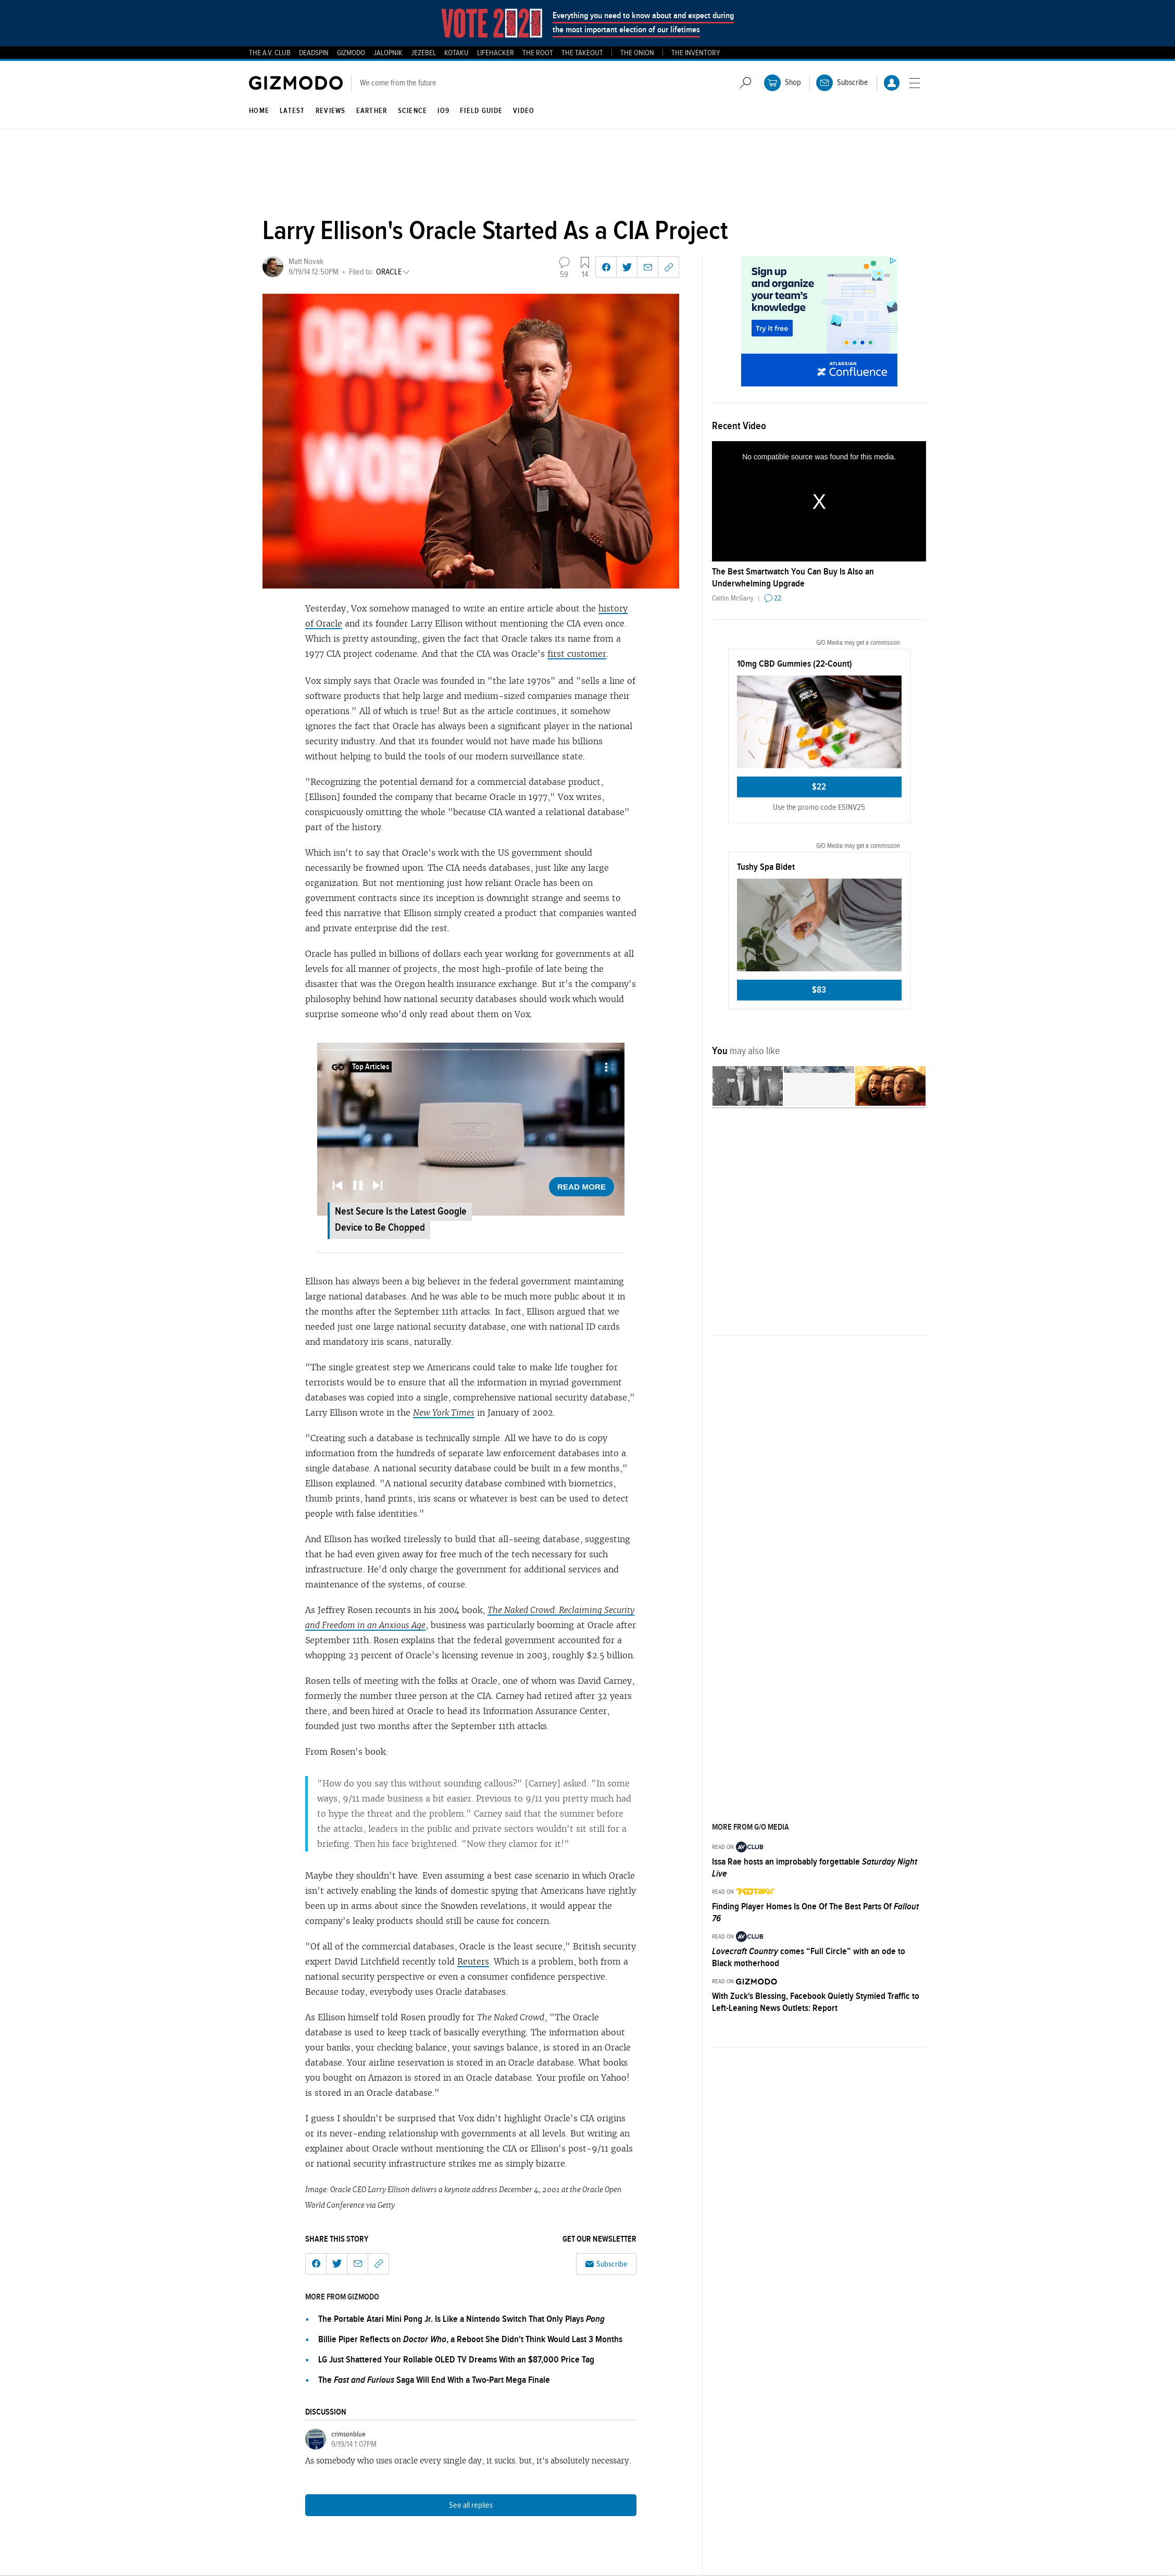 VOTE 2020
Everything you need to know about and expect during
the most important election of our lifetimes
THE A.V. CLUB DEADSPIN GIZMODO JALOPNIK JEZEBEL KOTAKU LIFEHACKER THE ROOT THE TAKEOUT THE ONION THE INVENTORY
GIZMODO We come from the future
Shop Subscribe
HOME LATEST REVIEWS EARTHER SCIENCE IO9 FIELD GUIDE VIDEO
Larry Ellison's Oracle Started As a CIA Project
Matt Novak
9/19/14 12:50PM • Filed to: ORACLE
59 14
ORACLE
OP
WOR
Yesterday, Vox somehow managed to write an entire article about the history
of Oracle and its founder Larry Ellison without mentioning the CIA even once.
Which is pretty astounding, given the fact that Oracle takes its name from a
1977 CIA project codename. And that the CIA was Oracle's first customer.
Vox simply says that Oracle was founded in "the late 1970s" and "sells a line of
software products that help large and medium-sized companies manage their
operations." All of which is true! But as the article continues, it somehow
ignores the fact that Oracle has always been a significant player in the national
security industry. And that its founder would not have made his billions
without helping to build the tools of our modern surveillance state.
"Recognizing the potential demand for a commercial database product,
[Ellison] founded the company that became Oracle in 1977," Vox writes,
conspicuously omitting the whole "because CIA wanted a relational database"
part of the history.
Which isn't to say that Oracle's work with the US government should
necessarily be frowned upon. The CIA needs databases, just like any large
organization. But not mentioning just how reliant Oracle has been on
government contracts since its inception is downright strange and seems to
feed this narrative that Ellison simply created a product that companies wanted
and private enterprise did the rest.
Oracle has pulled in billions of dollars each year working for governments at all
levels for all manner of projects, the most high-profile of late being the
disaster that was the Oregon health insurance exchange. But it's the company's
philosophy behind how national security databases should work which would
surprise someone who'd only read about them on Vox.
Top Articles
READ MORE
Nest Secure Is the Latest Google
Device to Be Chopped
Ellison has always been a big believer in the federal government maintaining
large national databases. And he was able to be much more public about it in
the months after the September 11th attacks. In fact, Ellison argued that we
needed just one large national security database, one with national ID cards
and mandatory iris scans, naturally.
"The single greatest step we Americans could take to make life tougher for
terrorists would be to ensure that all the information in myriad government
databases was copied into a single, comprehensive national security database,"
Larry Ellison wrote in the New York Times in January of 2002.
"Creating such a database is technically simple. All we have to do is copy
information from the hundreds of separate law enforcement databases into a
single database. A national security database could be built in a few months,"
Ellison explained. "A national security database combined with biometrics,
thumb prints, hand prints, iris scans or whatever is best can be used to detect
people with false identities."
And Ellison has worked tirelessly to build that all-seeing database, suggesting
that he had even given away for free much of the tech necessary for such
infrastructure. He'd only charge the government for additional services and
maintenance of the systems, of course.
As Jeffrey Rosen recounts in his 2004 book, The Naked Crowd: Reclaiming Security
and Freedom in an Anxious Age, business was particularly booming at Oracle after
September 11th. Rosen explains that the federal government accounted for a
whopping 23 percent of Oracle's licensing revenue in 2003, roughly $2.5 billion.
Rosen tells of meeting with the folks at Oracle, one of whom was David Carney,
formerly the number three person at the CIA. Carney had retired after 32 years
there, and been hired at Oracle to head its Information Assurance Center,
founded just two months after the September 11th attacks.
From Rosen's book:
"How do you say this without sounding callous?" [Carney] asked. "In some
ways, 9/11 made business a bit easier. Previous to 9/11 you pretty much had
to hype the threat and the problem." Carney said that the summer before
the attacks, leaders in the public and private sectors wouldn't sit still for a
briefing. Then his face brightened. "Now they clamor for it!"
Maybe they shouldn't have. Even assuming a best case scenario in which Oracle
isn't actively enabling the kinds of domestic spying that Americans have rightly
been up in arms about since the Snowden revelations, it would appear the
company's leaky products should still be cause for concern.
"Of all of the commercial databases, Oracle is the least secure," British security
expert David Litchfield recently told Reuters. Which is a problem, both from a
national security perspective or even a consumer confidence perspective.
Because today, everybody uses Oracle databases.
As Ellison himself told Rosen proudly for The Naked Crowd, "The Oracle
database is used to keep track of basically everything. The information about
your banks, your checking balance, your savings balance, is stored in an Oracle
database. Your airline reservation is stored in an Oracle database. What books
you bought on Amazon is stored in an Oracle database. Your profile on Yahoo!
is stored in an Oracle database."
I guess I shouldn't be surprised that Vox didn't highlight Oracle's CIA origins
or its never-ending relationship with governments at all levels. But writing an
explainer about Oracle without mentioning the CIA or Ellison's post-9/11 goals
or national security infrastructure strikes me as simply bizarre.
Image: Oracle CEO Larry Ellison delivers a keynote address December 4, 2001 at the Oracle Open
World Conference via Getty
SHARE THIS STORY GET OUR NEWSLETTER
Subscribe
MORE FROM GIZMODO
• The Portable Atari Mini Pong Jr. Is Like a Nintendo Switch That Only Plays Pong
• Billie Piper Reflects on Doctor Who, a Reboot She Didn't Think Would Last 3 Months
• LG Just Shattered Your Rollable OLED TV Dreams With an $87,000 Price Tag
• The Fast and Furious Saga Will End With a Two-Part Mega Finale
DISCUSSION
crimsonblue
9/19/14 1:07PM
As somebody who uses oracle every single day, it sucks. but, it's absolutely necessary.
See all replies
Sign up
and organize
your team's
knowledge
Try it free
ATLASSIAN
Confluence
Recent Video
No compatible source was found for this media.
X
The Best Smartwatch You Can Buy Is Also an
Underwhelming Upgrade
Caitlin McGarry | 22
G/O Media may get a commission
10mg CBD Gummies (22-Count)
$22
Use the promo code ESINV25
G/O Media may get a commission
Tushy Spa Bidet
$83
You may also like
MORE FROM G/O MEDIA
READ ON AV CLUB
Issa Rae hosts an improbably forgettable Saturday Night
Live
READ ON KOTAKU
Finding Player Homes Is One Of The Best Parts Of Fallout
76
READ ON AV CLUB
Lovecraft Country comes “Full Circle” with an ode to
Black motherhood
READ ON GIZMODO
With Zuck's Blessing, Facebook Quietly Stymied Traffic to
Left-Leaning News Outlets: Report